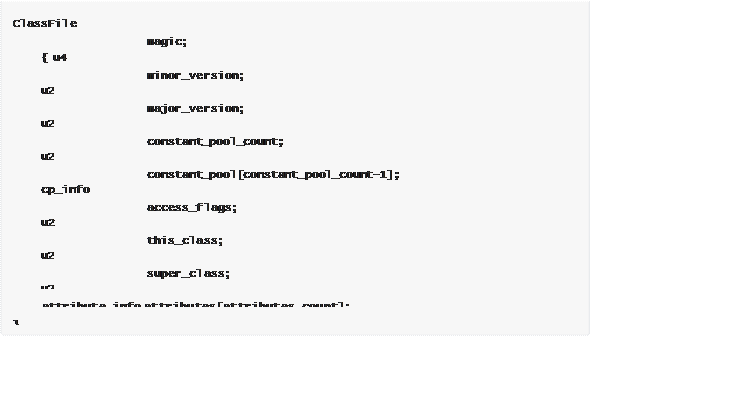 ClassFile
magic;
{ u4
minor_version;
u2
major_version;
u2
constant_pool_count;
u2
constant_pool[constant_pool_count-1];
cp_info
access_flags;
u2
this_class;
u2
super_class;
u2
attribute_info attributes[attributes_count];
}